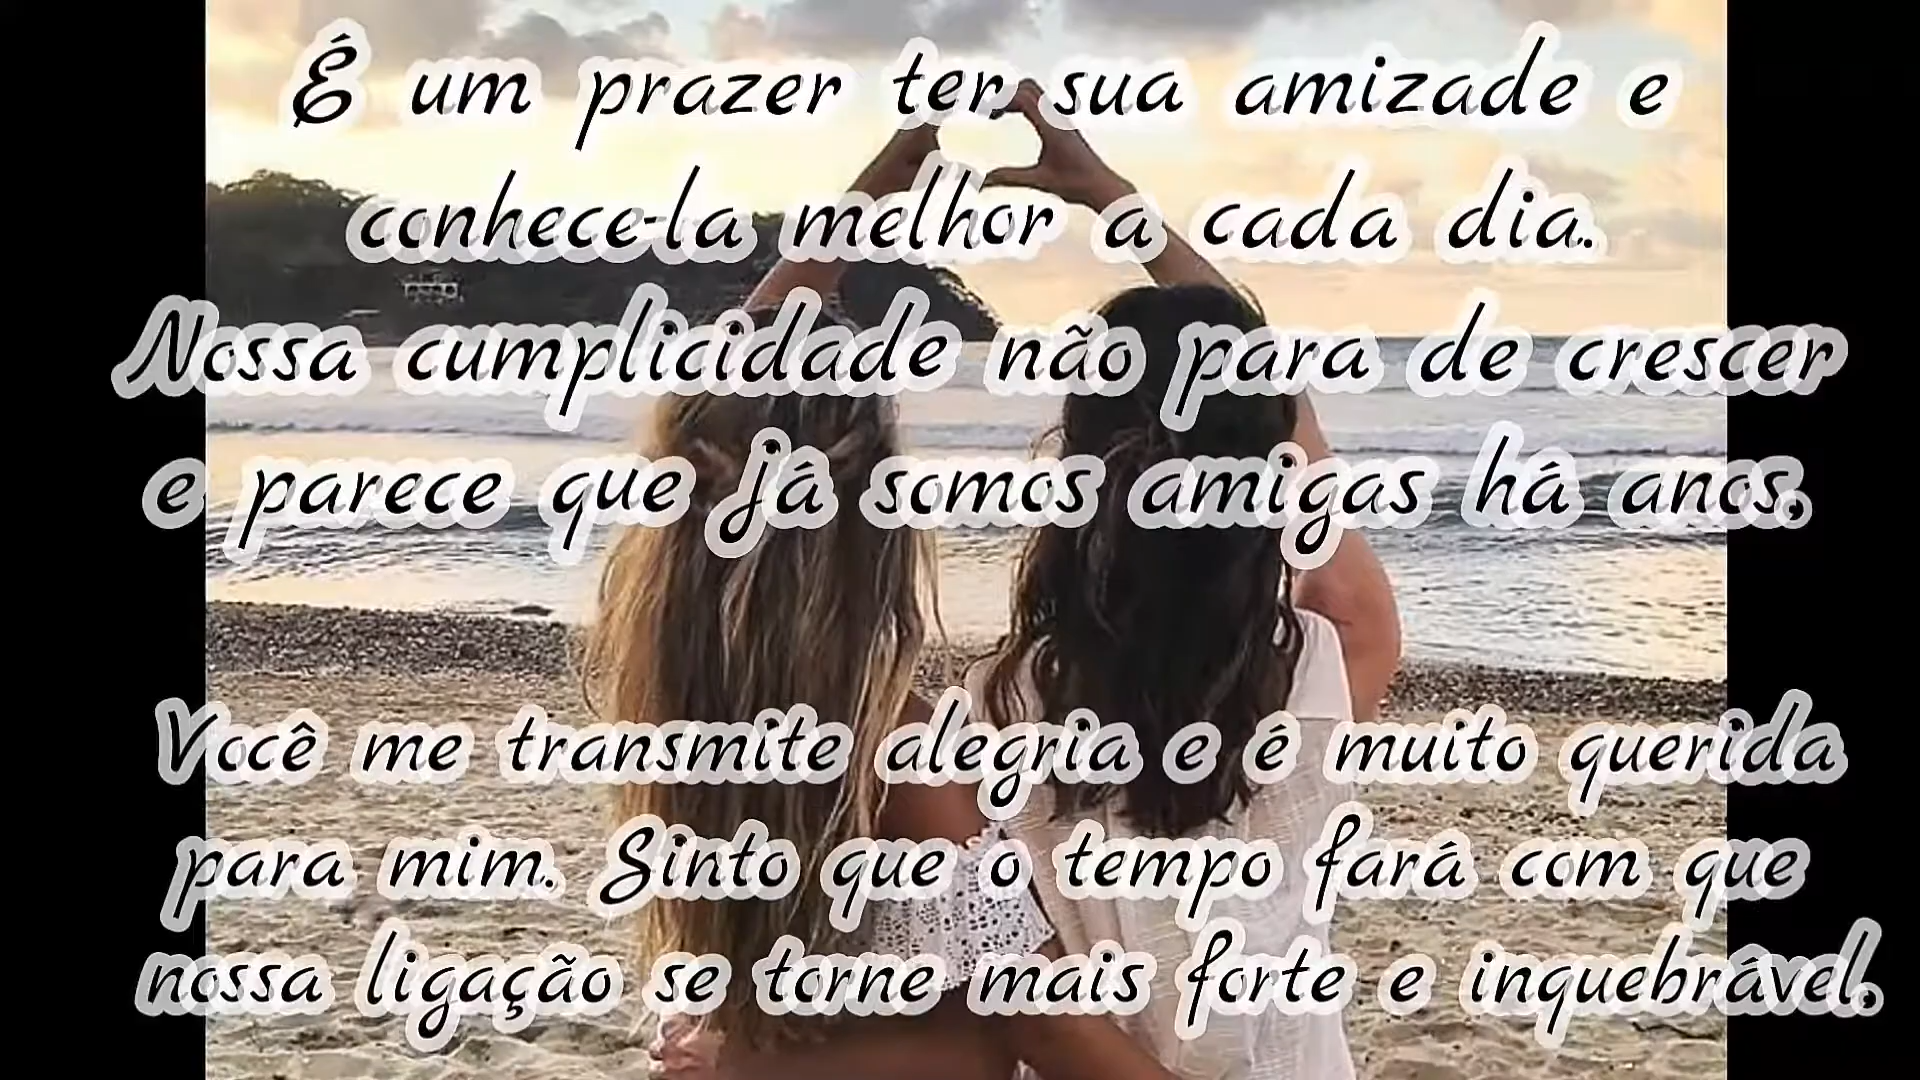 É um prazer ter sua amizade e
conhece-la melhor a cada dia.
Nossa cumplicidade não para de crescer
e parece que já somos amigas há anos.
Você me transmite alegria e é muito querida
para mim. Sinto que o tempo fará com que
nossa ligação se torne mais forte e inquebrável.